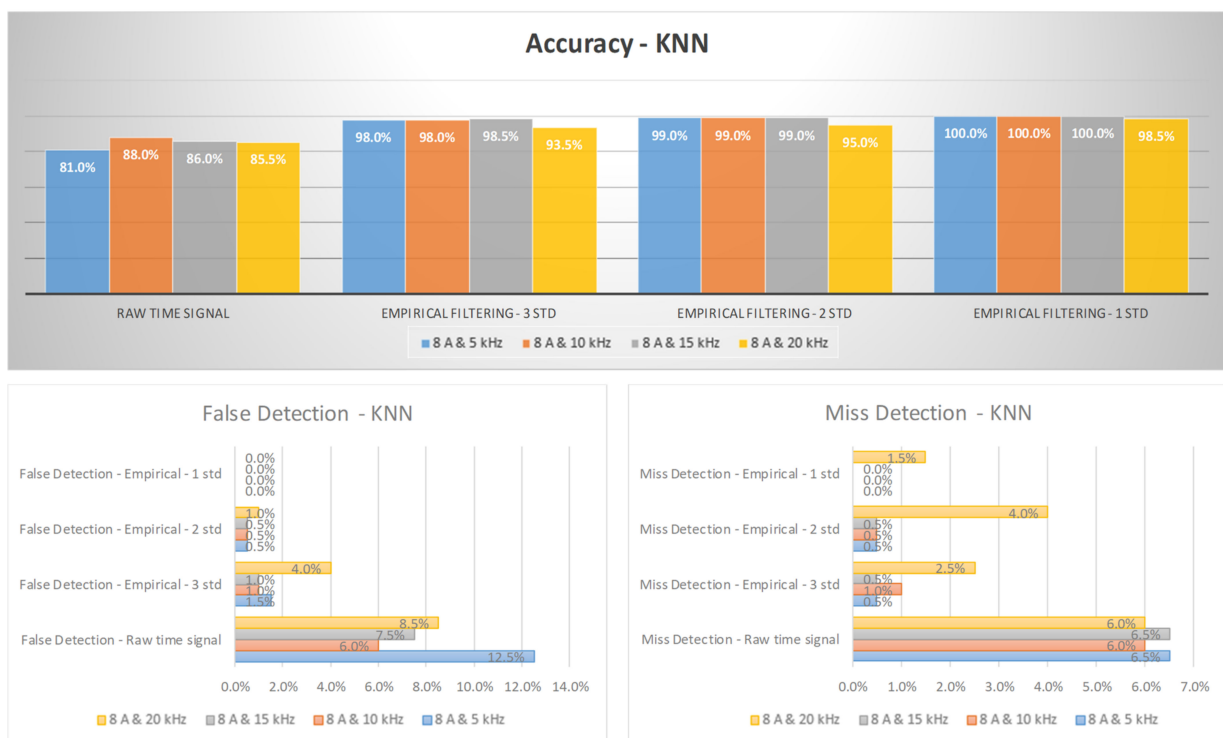 Accuracy - KNN
81.0% 88.0% 86.0% 85.5% 98.0% 98.0% 98.5% 93.5% 99.0% 99.0% 99.0% 95.0% 100.0% 100.0% 100.0% 98.5%
RAW TIME SIGNAL EMPIRICAL FILTERING - 3 STD EMPIRICAL FILTERING - 2 STD EMPIRICAL FILTERING - 1 STD
8 A & 5 kHz 8 A & 10 kHz 8 A & 15 kHz 8 A & 20 kHz
False Detection - KNN
False Detection - Empirical - 1 std
0.0%
0.0%
0.0%
0.0%
False Detection - Empirical - 2 std
1.0%
0.5%
0.5%
0.5%
False Detection - Empirical - 3 std
4.0%
1.0%
1.0%
1.5%
False Detection - Raw time signal
8.5%
7.5%
6.0%
12.5%
0.0% 2.0% 4.0% 6.0% 8.0% 10.0% 12.0% 14.0%
8 A & 20 kHz 8 A & 15 kHz 8 A & 10 kHz 8 A & 5 kHz
Miss Detection - KNN
Miss Detection - Empirical - 1 std
1.5%
0.0%
0.0%
0.0%
Miss Detection - Empirical - 2 std
4.0%
0.5%
0.5%
0.5%
Miss Detection - Empirical - 3 std
2.5%
0.5%
1.0%
0.5%
Miss Detection - Raw time signal
6.0%
6.5%
6.0%
6.5%
0.0% 1.0% 2.0% 3.0% 4.0% 5.0% 6.0% 7.0%
8 A & 20 kHz 8 A & 15 kHz 8 A & 10 kHz 8 A & 5 kHz